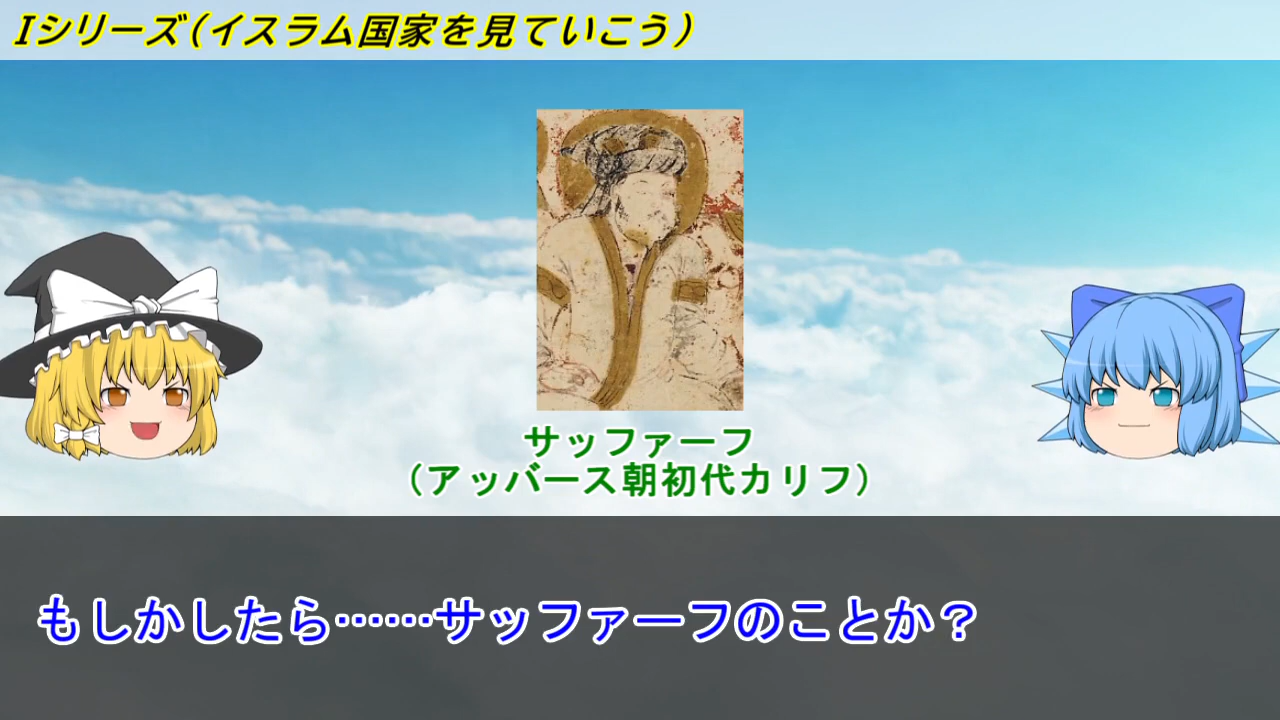 Iシリーズ(イスラム国家を見ていこう)
サッファーフ
(アッバース朝初代カリフ)
もしかしたら……サッファーフのことか？